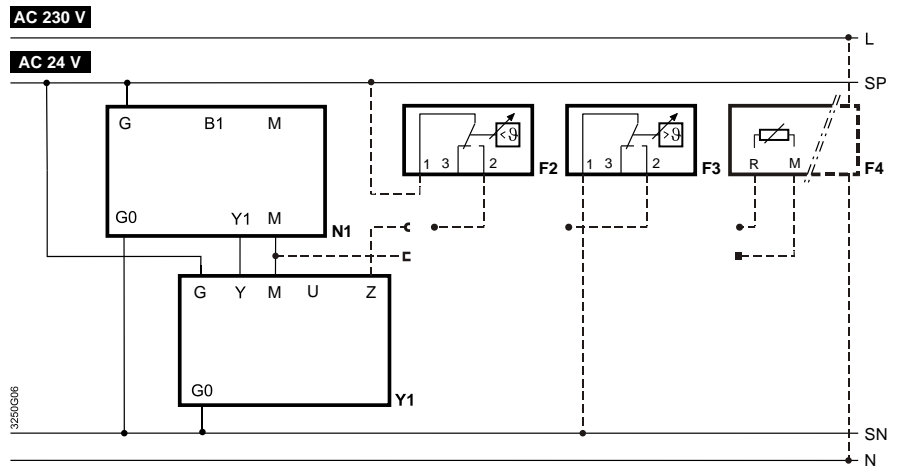 AC 230 V
L
AC 24 V
SP
G B1 M
1 3 2
F2
1 3 2
F3
R M
F4
<ϑ
<ϑ
G0 Y1 M
N1
G Y M U Z
G0
Y1
3250G06
SN
N